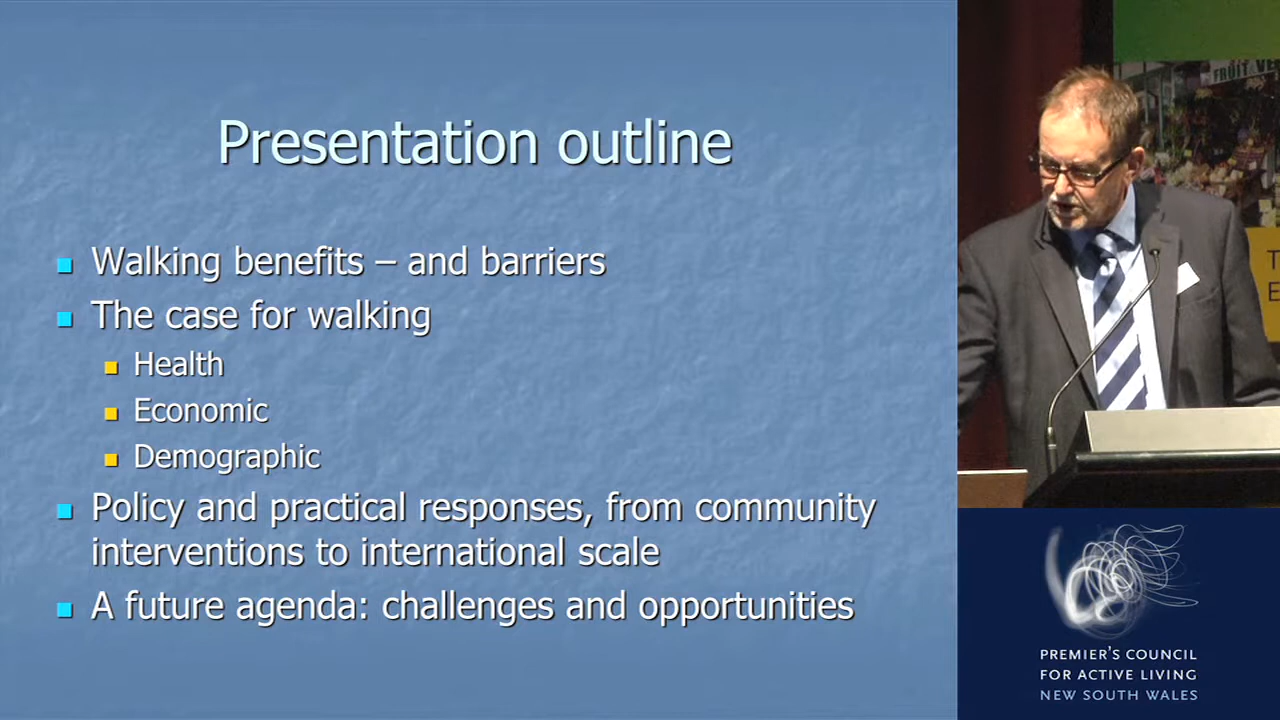 Presentation outline
Walking benefits – and barriers
The case for walking
Health
Economic
Demographic
Policy and practical responses, from community
interventions to international scale
A future agenda: challenges and opportunities
PREMIER'S COUNCIL
FOR ACTIVE LIVING
NEW SOUTH WALES